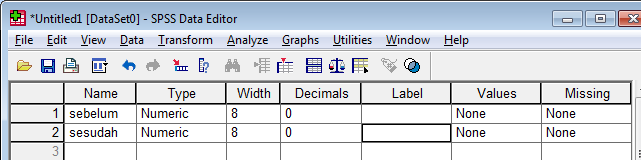 *Untitled1 [DataSet0] - SPSS Data Editor
File Edit View Data Transform Analyze Graphs Utilities Window Help
Name Type Width Decimals Label Values Missing
1 sebelum Numeric 8 0 None None
2 sesudah Numeric 8 0 None None
3